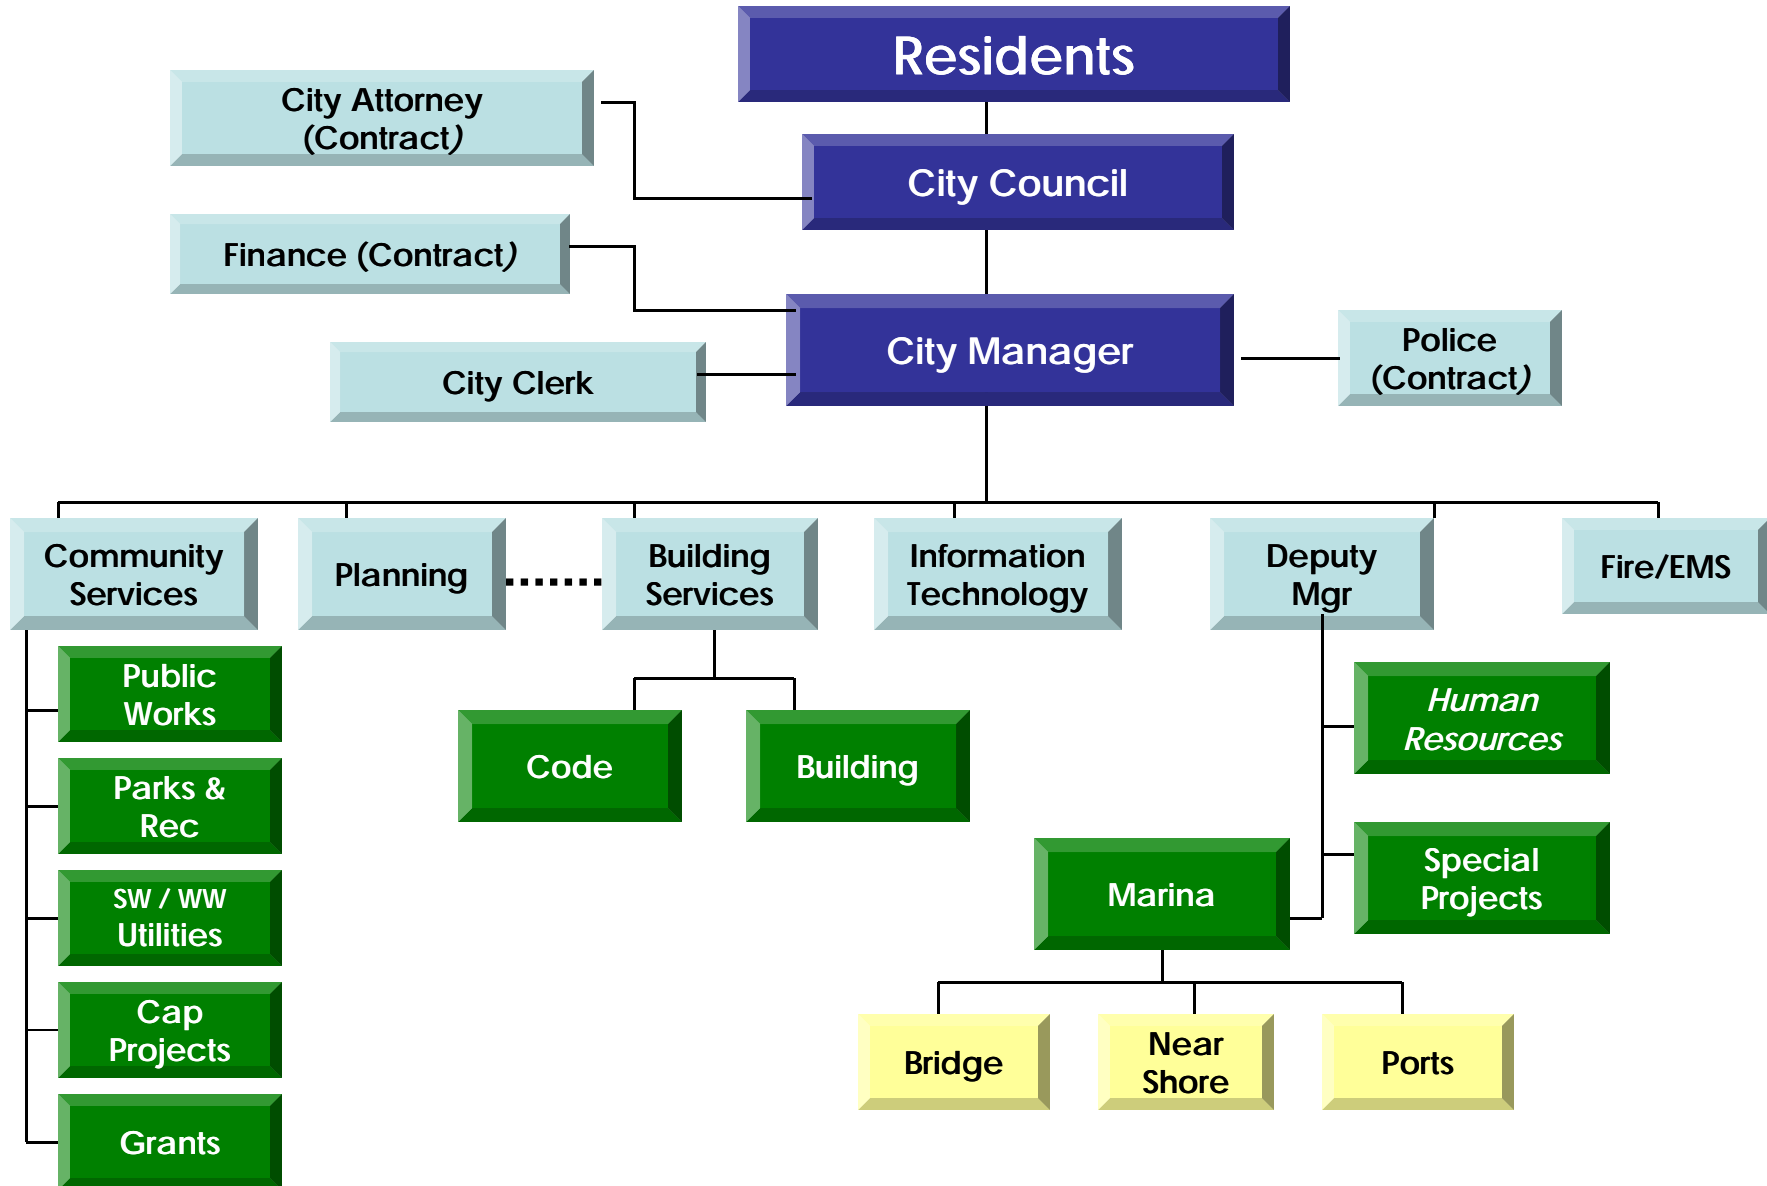 Residents
City Attorney
(Contract)
City Council
Finance (Contract)
City Manager
Police
(Contract)
City Clerk
Community
Services
Planning
Building
Services
Information
Technology
Deputy
Mgr
Fire/EMS
Public
Works
Parks &
Rec
SW / WW
Utilities
Cap
Projects
Grants
Code
Building
Human
Resources
Special
Projects
Marina
Bridge
Near
Shore
Ports